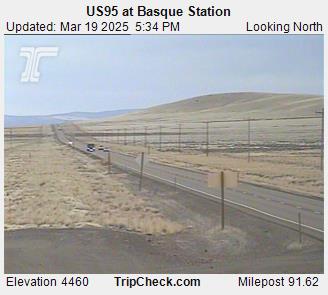 US95 at Basque Station
Updated: Mar 19 2025 5:34 PM
Looking North
Elevation 4460
TripCheck.com
Milepost 91.62